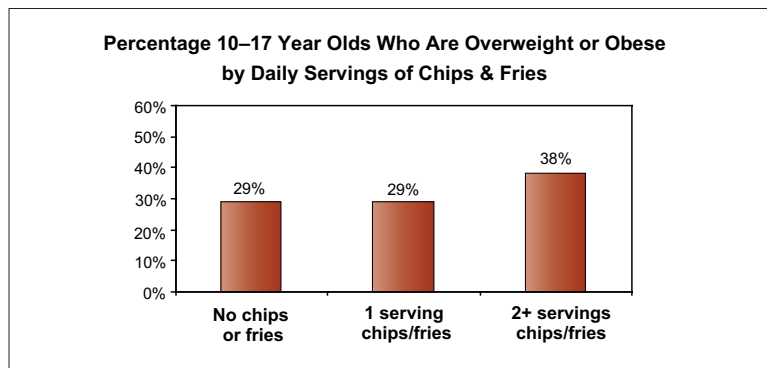 Percentage 10–17 Year Olds Who Are Overweight or Obese
by Daily Servings of Chips & Fries
60%
50%
40%
30%
20%
10%
0%
29%
29%
38%
No chips
or fries
1 serving
chips/fries
2+ servings
chips/fries